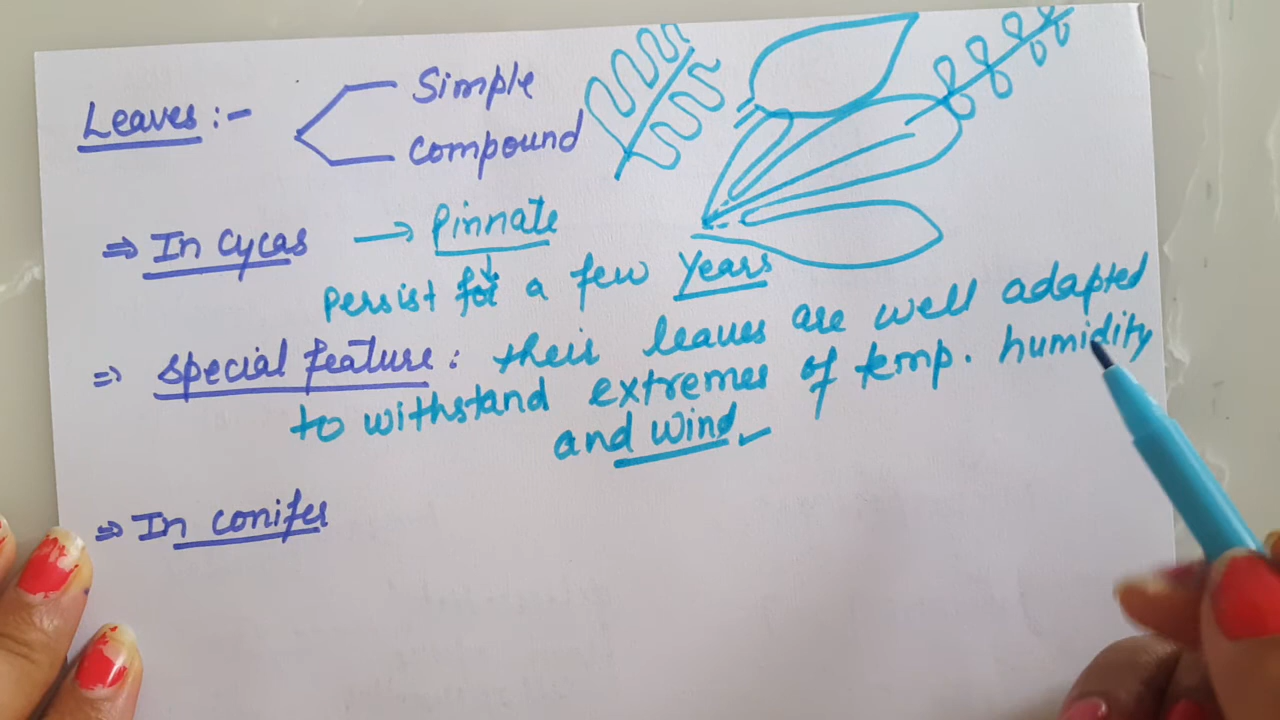 Leaves :-
Simple
Compound
⇒ In Cycas → Pinnate
Persist for a few Years
⇒ special feature : their leaves are well adapted
to withstand extremes of temp. humidity
and wind ✓
⇒ In conifer